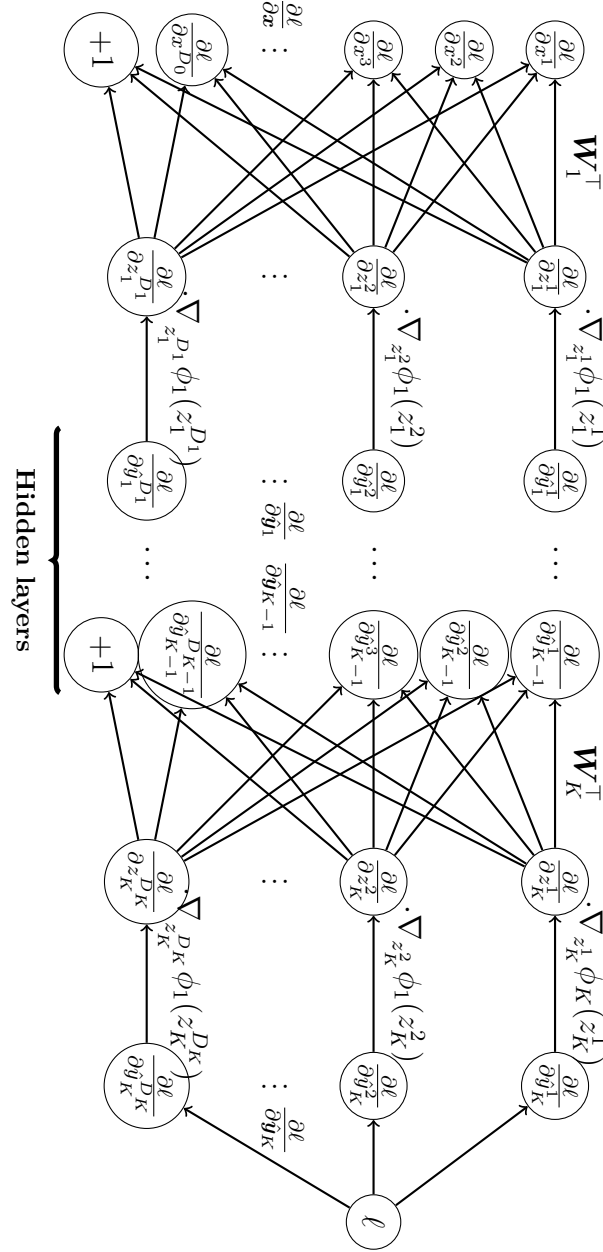 W_1^⊤
W_K^⊤
∂ℓ/∂x^1
· ∇_{z_1^1} ϕ_1(z_1^1)
∂ℓ/∂z_1^1
∂ℓ/∂ŷ_1^1
…
∂ℓ/∂ŷ_{K−1}^1
· ∇_{z_K^1} ϕ_K(z_K^1)
∂ℓ/∂z_K^1
∂ℓ/∂ŷ_K^1
∂ℓ/∂x^2
∂ℓ/∂ŷ_{K−1}^2
∂ℓ/∂x^3
· ∇_{z_1^2} ϕ_1(z_1^2)
∂ℓ/∂z_1^2
∂ℓ/∂ŷ_1^2
…
∂ℓ/∂ŷ_{K−1}^3
· ∇_{z_K^2} ϕ_1(z_K^2)
∂ℓ/∂z_K^2
∂ℓ/∂ŷ_K^2
ℓ
∂ℓ/∂x ⋮
⋮
⋮ ∂ℓ/∂ŷ_1
∂ℓ/∂ŷ_{K−1} ⋮
⋮
⋮ ∂ℓ/∂ŷ_K
∂ℓ/∂x^{D_0}
· ∇_{z_1^{D_1}} ϕ_1(z_1^{D_1})
∂ℓ/∂z_1^{D_1}
∂ℓ/∂ŷ_1^{D_1}
…
∂ℓ/∂ŷ_{K−1}^{D_{K−1}}
· ∇_{z_K^{D_K}} ϕ_1(z_K^{D_K})
∂ℓ/∂z_K^{D_K}
∂ℓ/∂ŷ_K^{D_K}
+1
+1
Hidden layers